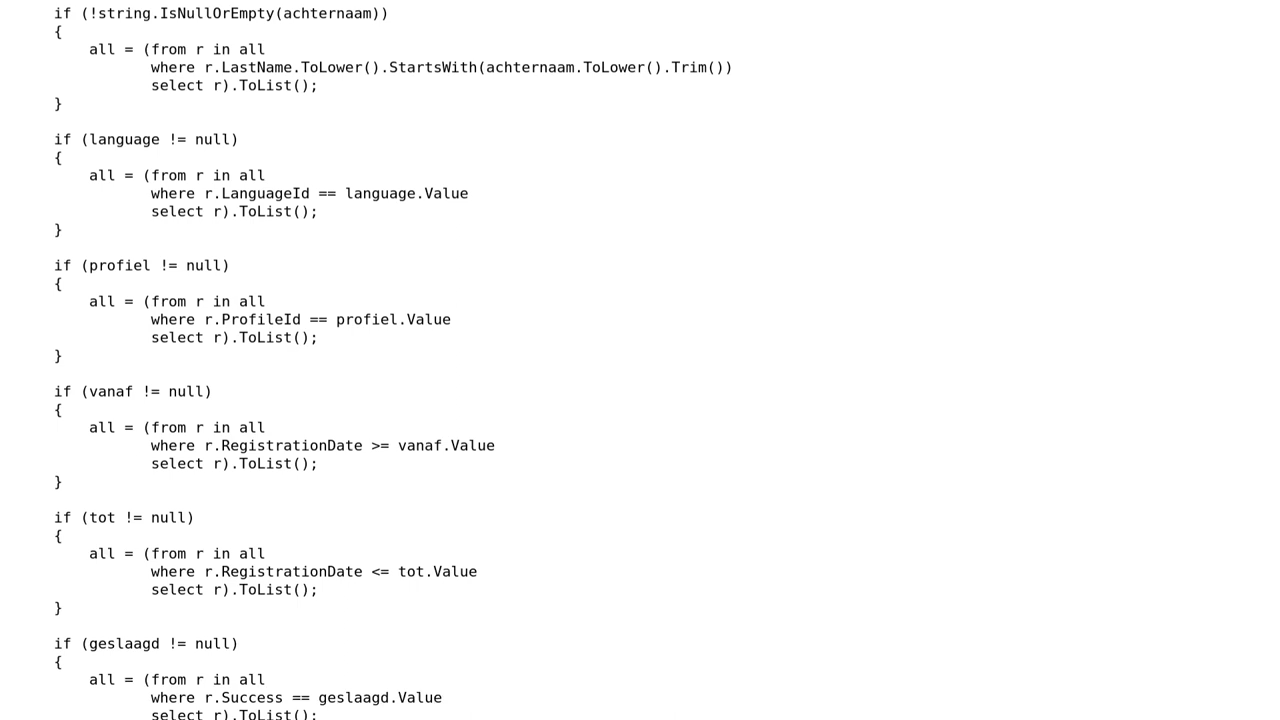 if (!string.IsNullOrEmpty(achternaam))
{
    all = (from r in all
           where r.LastName.ToLower().StartsWith(achternaam.ToLower().Trim())
           select r).ToList();
}

if (language != null)
{
    all = (from r in all
           where r.LanguageId == language.Value
           select r).ToList();
}

if (profiel != null)
{
    all = (from r in all
           where r.ProfileId == profiel.Value
           select r).ToList();
}

if (vanaf != null)
{
    all = (from r in all
           where r.RegistrationDate >= vanaf.Value
           select r).ToList();
}

if (tot != null)
{
    all = (from r in all
           where r.RegistrationDate <= tot.Value
           select r).ToList();
}

if (geslaagd != null)
{
    all = (from r in all
           where r.Success == geslaagd.Value
           select r).ToList();